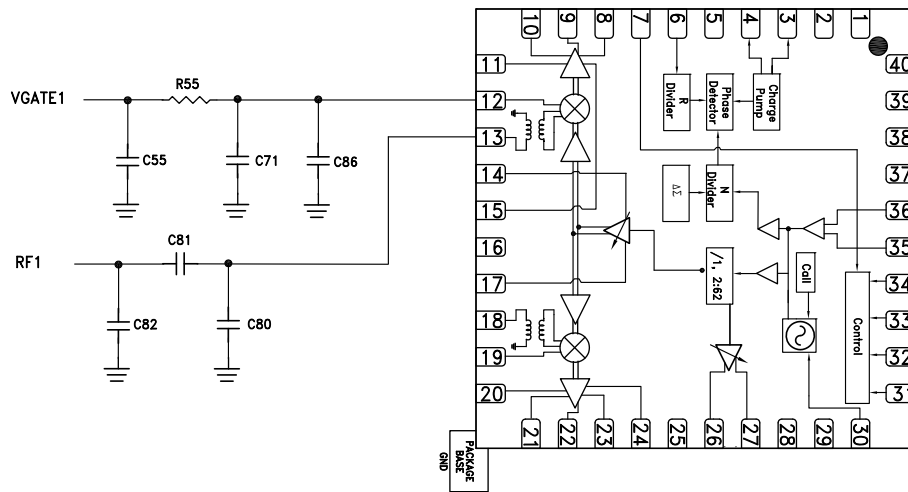 10
9
8
7
6
5
4
3
2
1
11
12
13
14
15
16
17
18
19
20
40
39
38
37
36
35
34
33
32
31
21
22
23
24
25
26
27
28
29
30
VGATE1
R55
C55
C71
C86
RF1
C81
C82
C80
R
Divider
Phase
Detector
Charge
Pump
N
Divider
ΔΣ
/1, 2:62
Call
Control
PACKAGE
BASE
GND